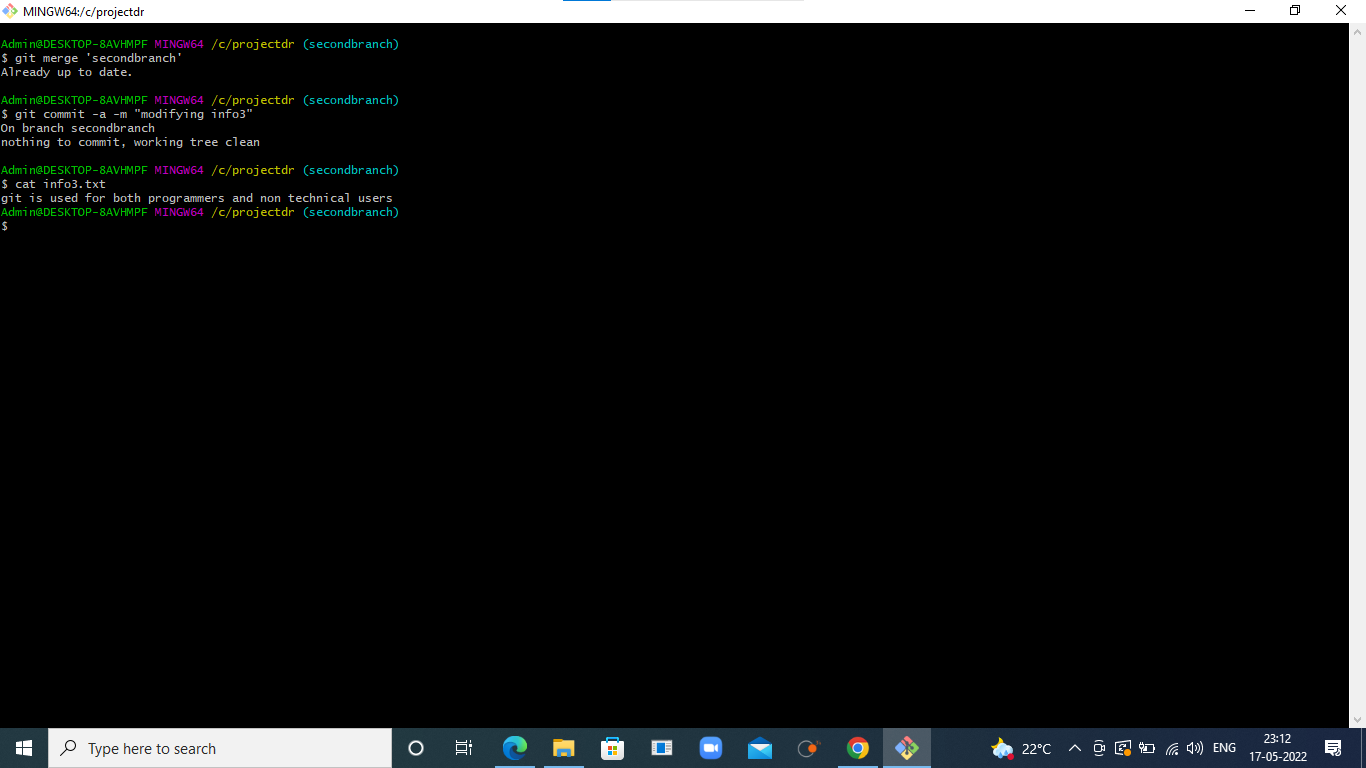 MINGW64:/c/projectdr
Admin@DESKTOP-8AVHMPF MINGW64 /c/projectdr (secondbranch)
$ git merge 'secondbranch'
Already up to date.
Admin@DESKTOP-8AVHMPF MINGW64 /c/projectdr (secondbranch)
$ git commit -a -m "modifying info3"
On branch secondbranch
nothing to commit, working tree clean
Admin@DESKTOP-8AVHMPF MINGW64 /c/projectdr (secondbranch)
$ cat info3.txt
git is used for both programmers and non technical users
Admin@DESKTOP-8AVHMPF MINGW64 /c/projectdr (secondbranch)
$
Type here to search
22°C
ENG
23:12
17-05-2022